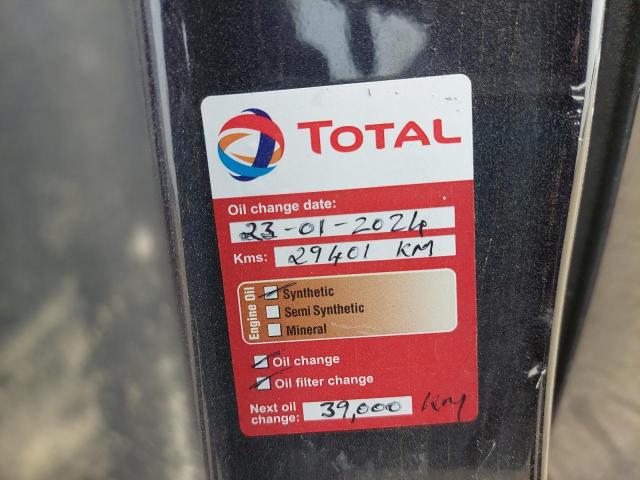 TOTAL
Oil change date:
23-01-2024
Kms: 29401 KM
Engine Oil
Synthetic
Semi Synthetic
Mineral
Oil change
Oil filter change
Next oil change: 39,000 KM